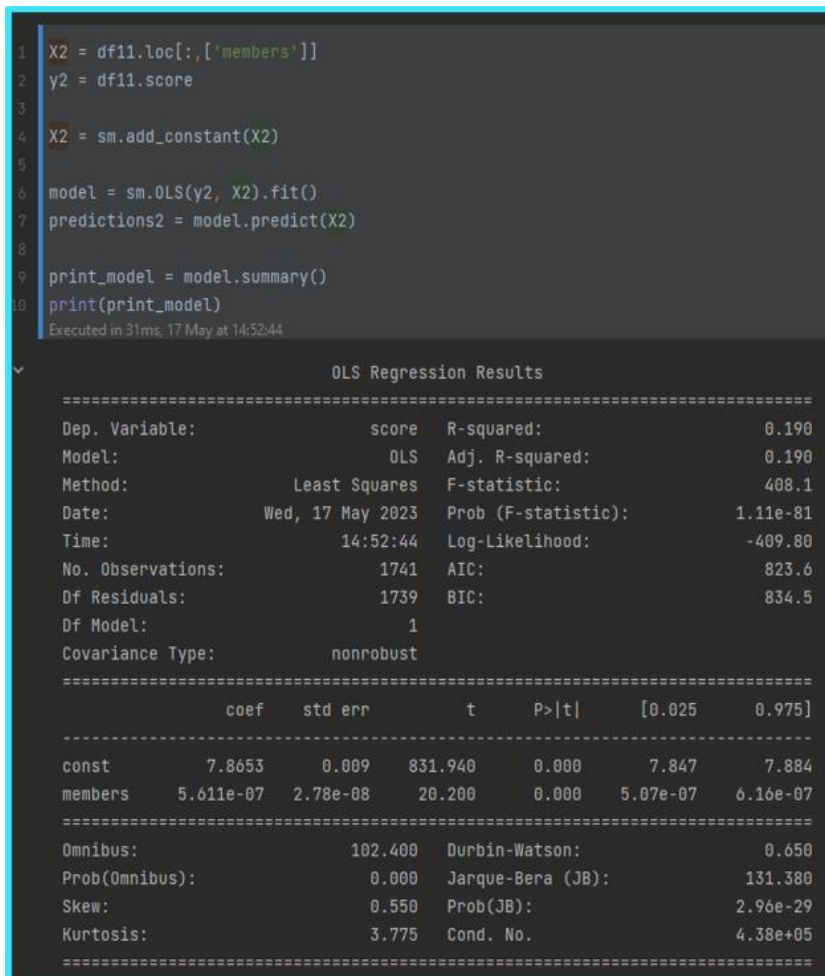 1 X2 = df11.loc[:,['members']]
2 y2 = df11.score
3
4 X2 = sm.add_constant(X2)
5
6 model = sm.OLS(y2, X2).fit()
7 predictions2 = model.predict(X2)
8
9 print_model = model.summary()
10 print(print_model)
Executed in 31ms, 17 May at 14:52:44
OLS Regression Results
==============================================================================
Dep. Variable: score R-squared: 0.190
Model: OLS Adj. R-squared: 0.190
Method: Least Squares F-statistic: 408.1
Date: Wed, 17 May 2023 Prob (F-statistic): 1.11e-81
Time: 14:52:44 Log-Likelihood: -409.80
No. Observations: 1741 AIC: 823.6
Df Residuals: 1739 BIC: 834.5
Df Model: 1
Covariance Type: nonrobust
==============================================================================
coef std err t P>|t| [0.025 0.975]
------------------------------------------------------------------------------
const 7.8653 0.009 831.940 0.000 7.847 7.884
members 5.611e-07 2.78e-08 20.200 0.000 5.07e-07 6.16e-07
==============================================================================
Omnibus: 102.400 Durbin-Watson: 0.650
Prob(Omnibus): 0.000 Jarque-Bera (JB): 131.380
Skew: 0.550 Prob(JB): 2.96e-29
Kurtosis: 3.775 Cond. No. 4.38e+05
==============================================================================